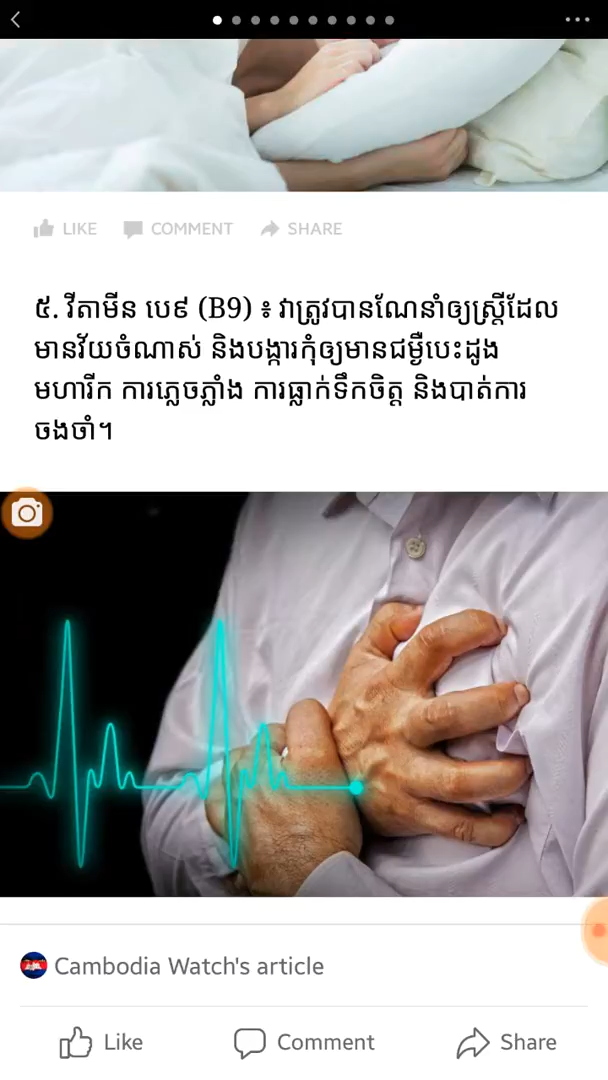 LIKE COMMENT SHARE
៥. វីតាមីន បេ៩ (B9) ៖ វាត្រូវបានណែនាំឲ្យស្ត្រីដែល
មានវ័យចំណាស់ និងបង្ការកុំឲ្យមានជម្ងឺបេះដូង
មហារីក ការភ្លេចភ្លាំង ការធ្លាក់ទឹកចិត្ត និងបាត់ការ
ចងចាំ។
Cambodia Watch's article
Like Comment Share